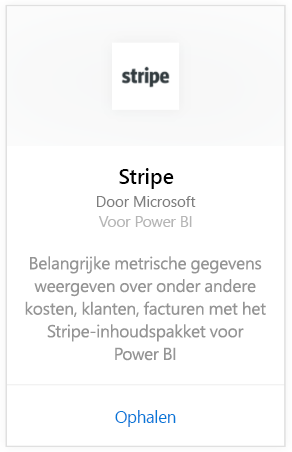 stripe
Stripe
Door Microsoft
Voor Power BI
Belangrijke metrische gegevens
weergeven over onder andere
kosten, klanten, facturen met het
Stripe-inhoudspakket voor
Power BI
Ophalen